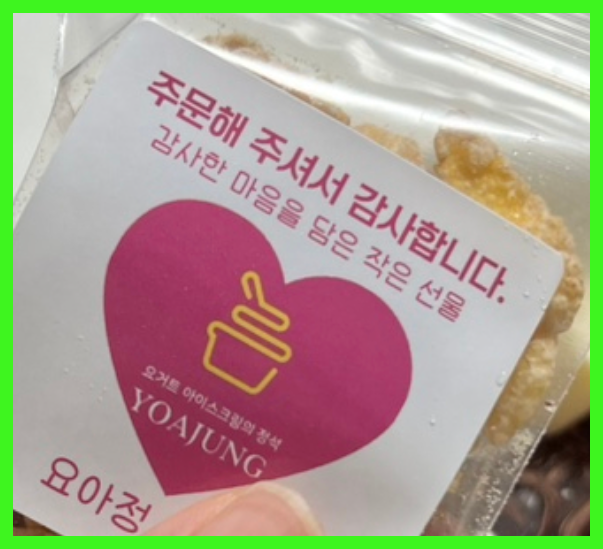 주문해 주셔서 감사합니다.
감사한 마음을 담은 작은 선물
요거트 아이스크림의 정석
YOAJUNG
요아정